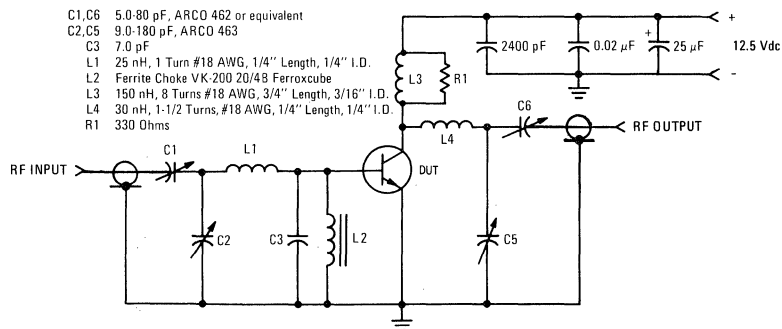 C1,C6 5.0-80 pF, ARCO 462 or equivalent
C2,C5 9.0-180 pF, ARCO 463
C3 7.0 pF
L1 25 nH, 1 Turn #18 AWG, 1/4" Length, 1/4" I.D.
L2 Ferrite Choke VK-200 20/48 Ferroxcube
L3 150 nH, 8 Turns #18 AWG, 3/4" Length, 3/16" I.D.
L4 30 nH, 1-1/2 Turns, #18 AWG, 1/4" Length, 1/4" I.D.
R1 330 Ohms
L3
R1
2400 pF
0.02 μF
+
25 μF
+
12.5 Vdc
-
C6
L4
RF OUTPUT
C1
L1
RF INPUT
DUT
C2
C3
L2
C5